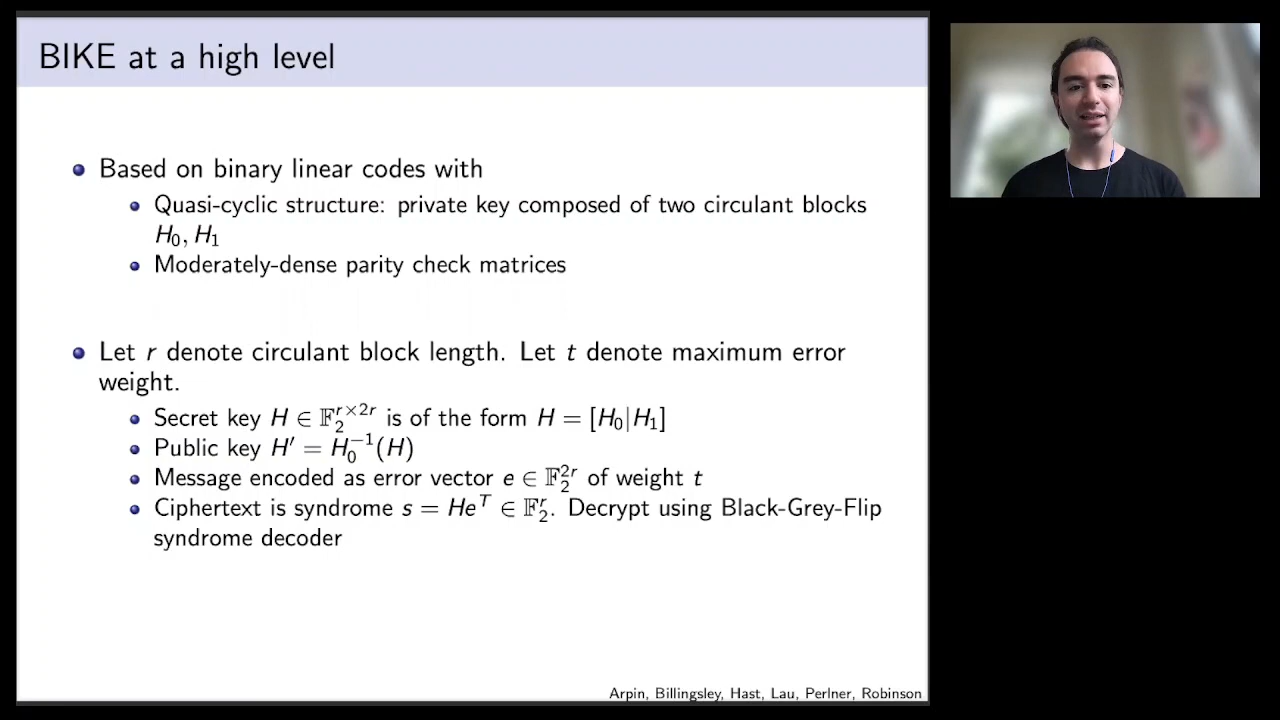 BIKE at a high level
Based on binary linear codes with
Quasi-cyclic structure: private key composed of two circulant blocks
H₀, H₁
Moderately-dense parity check matrices
Let r denote circulant block length. Let t denote maximum error
weight.
Secret key H ∈ 𝔽₂^{r×2r} is of the form H = [H₀|H₁]
Public key H′ = H₀⁻¹(H)
Message encoded as error vector e ∈ 𝔽₂^{2r} of weight t
Ciphertext is syndrome s = Heᵀ ∈ 𝔽₂^r. Decrypt using Black-Grey-Flip
syndrome decoder
Arpin, Billingsley, Hast, Lau, Perlner, Robinson